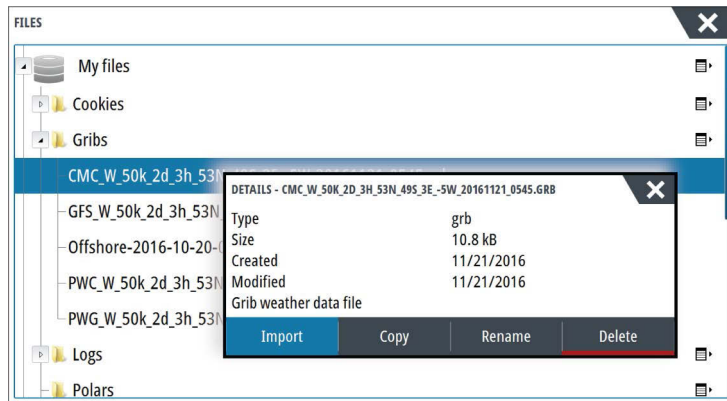 FILES
My files
Cookies
Gribs
CMC_W_50k_2d_3h_53N
GFS_W_50k_2d_3h_53N
Offshore-2016-10-20-
PWC_W_50k_2d_3h_53N
PWG_W_50k_2d_3h_53N
Logs
Polars
DETAILS - CMC_W_50K_2D_3H_53N_49S_3E_-5W_20161121_0545.GRB
Type grb
Size 10.8 kB
Created 11/21/2016
Modified 11/21/2016
Grib weather data file
Import Copy Rename Delete